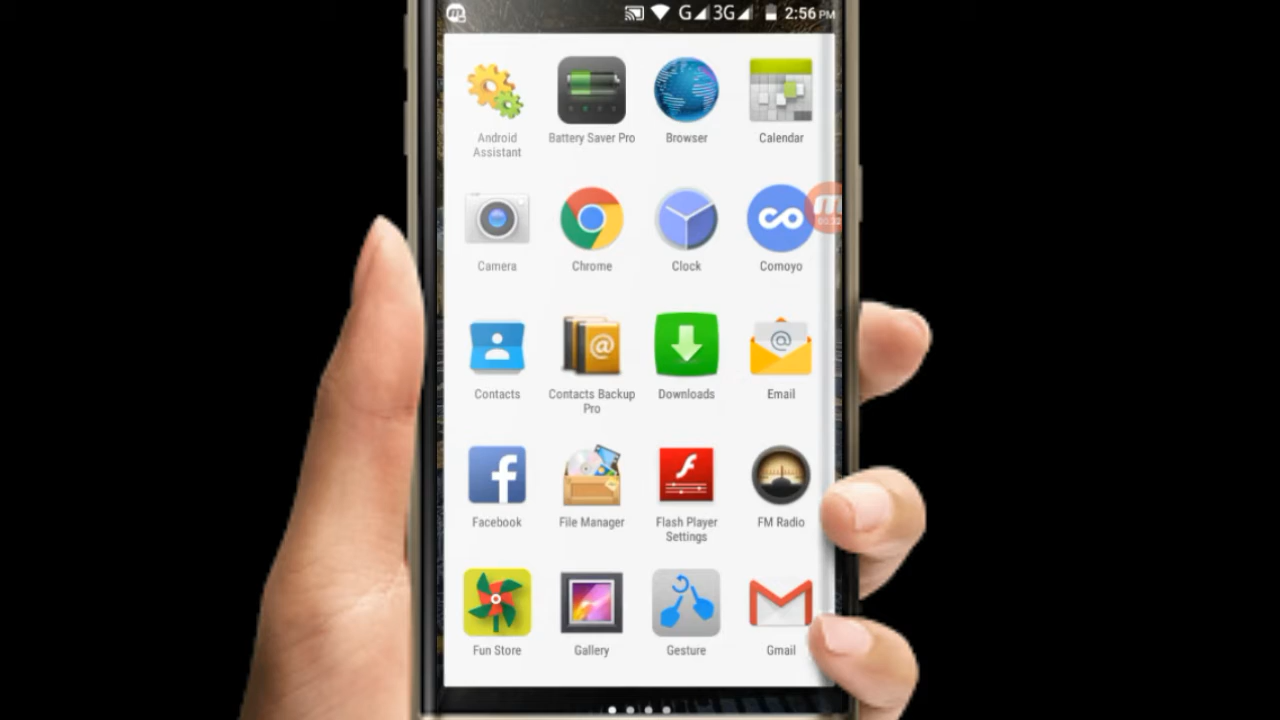 G 3G 2:56 PM
Android
Assistant
Battery Saver Pro
Browser
Calendar
Camera
Chrome
Clock
Comoyo
Contacts
Contacts Backup
Pro
Downloads
Email
Facebook
File Manager
Flash Player
Settings
FM Radio
Fun Store
Gallery
Gesture
Gmail